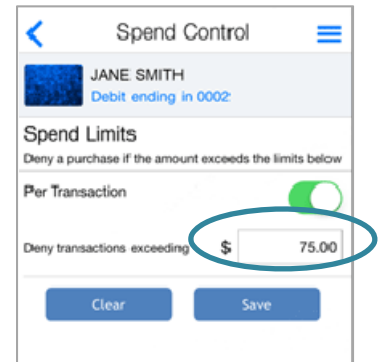 Spend Control
JANE SMITH
Debit ending in 0002:
Spend Limits
Deny a purchase if the amount exceeds the limits below
Per Transaction
Deny transactions exceeding $ 75.00
Clear Save